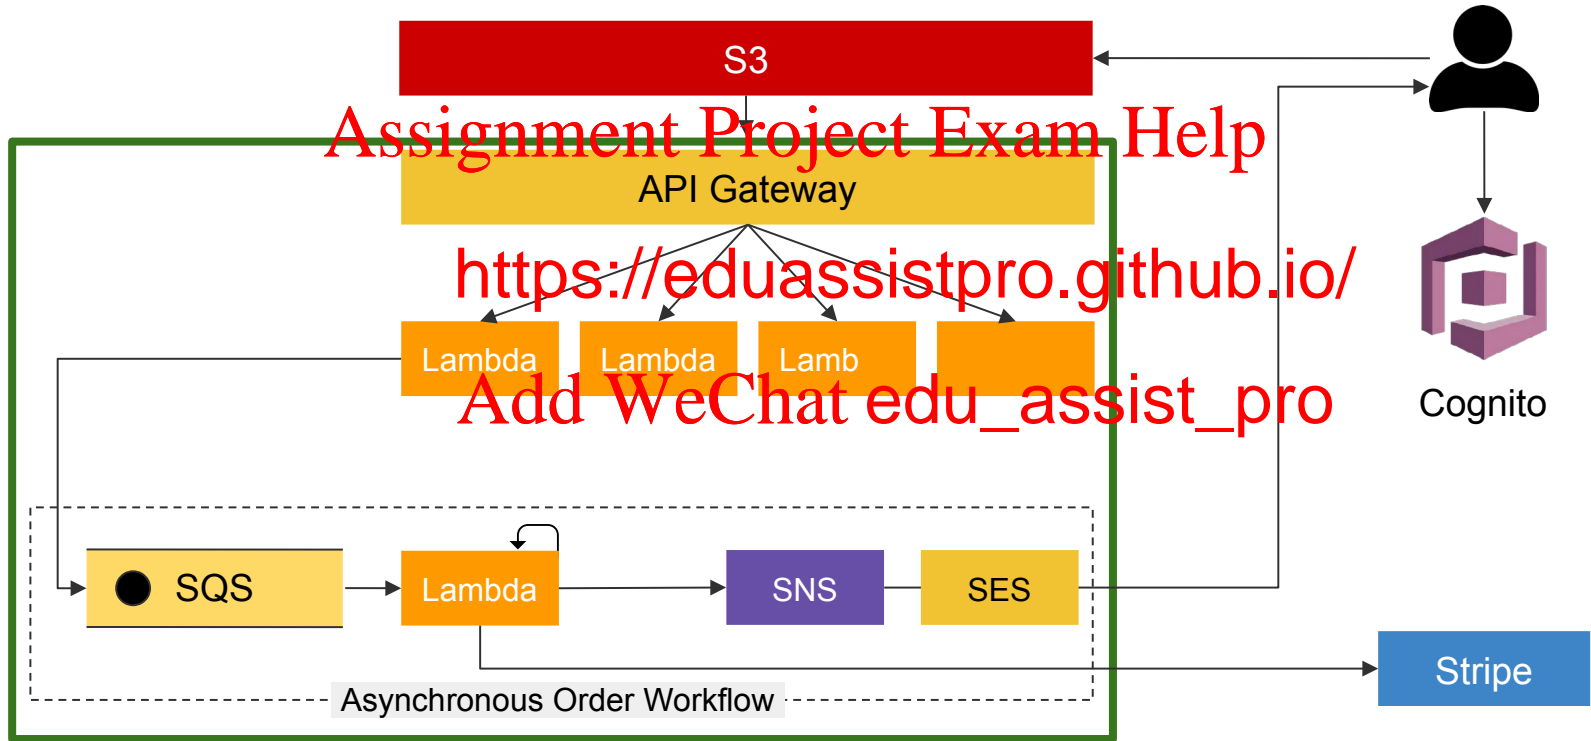 S3
Assignment Project Exam Help
API Gateway
https://eduassistpro.github.io/
Lambda
Lambda
Lamb
Add WeChat edu_assist_pro
Cognito
SQS
Lambda
SNS
SES
Stripe
Asynchronous Order Workflow